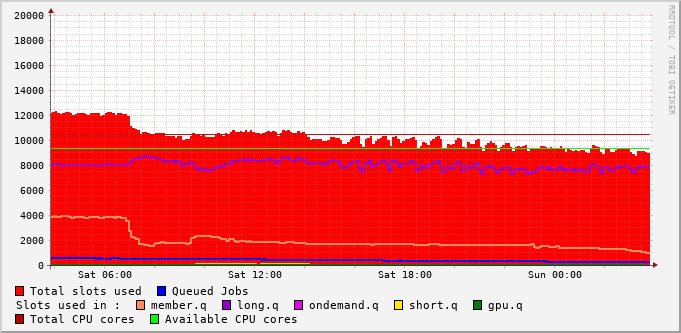 RRDTOOL / TOBI OETIKER
20000
18000
16000
14000
12000
10000
8000
6000
4000
2000
0
Sat 06:00 Sat 12:00 Sat 18:00 Sun 00:00
Total slots used Queued Jobs
Slots used in : member.q long.q ondemand.q short.q gpu.q
Total CPU cores Available CPU cores